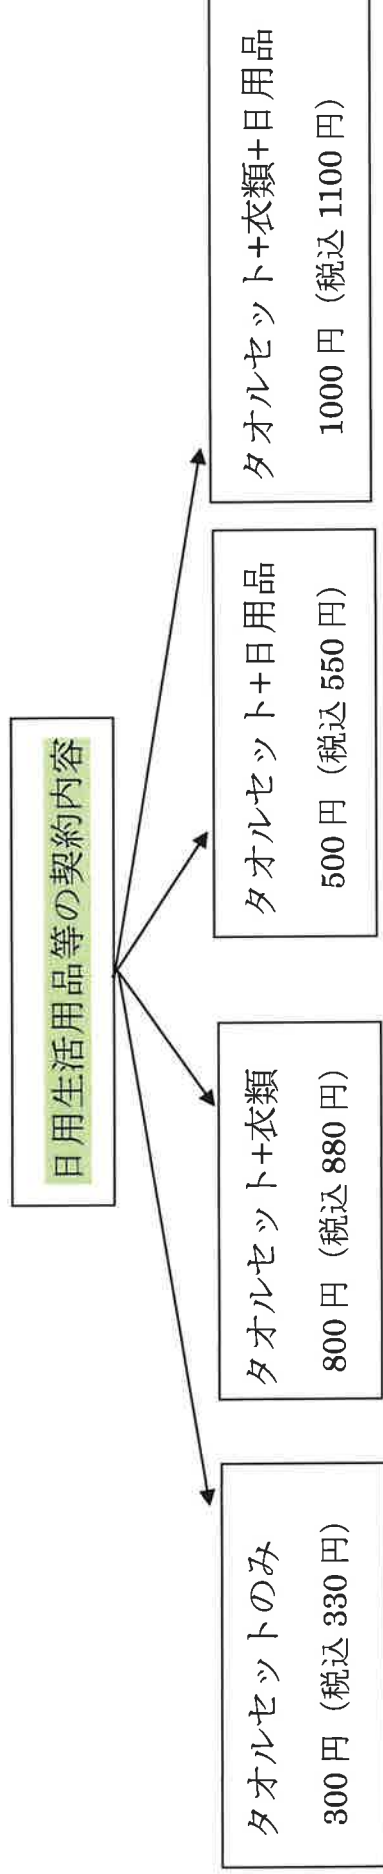 日用生活用品等の契約内容
タオルセットのみ
300円（税込330円）
タオルセット+衣類
800円（税込880円）
タオルセット+日用品
500円（税込550円）
タオルセット+衣類+日用品
1000円（税込1100円）